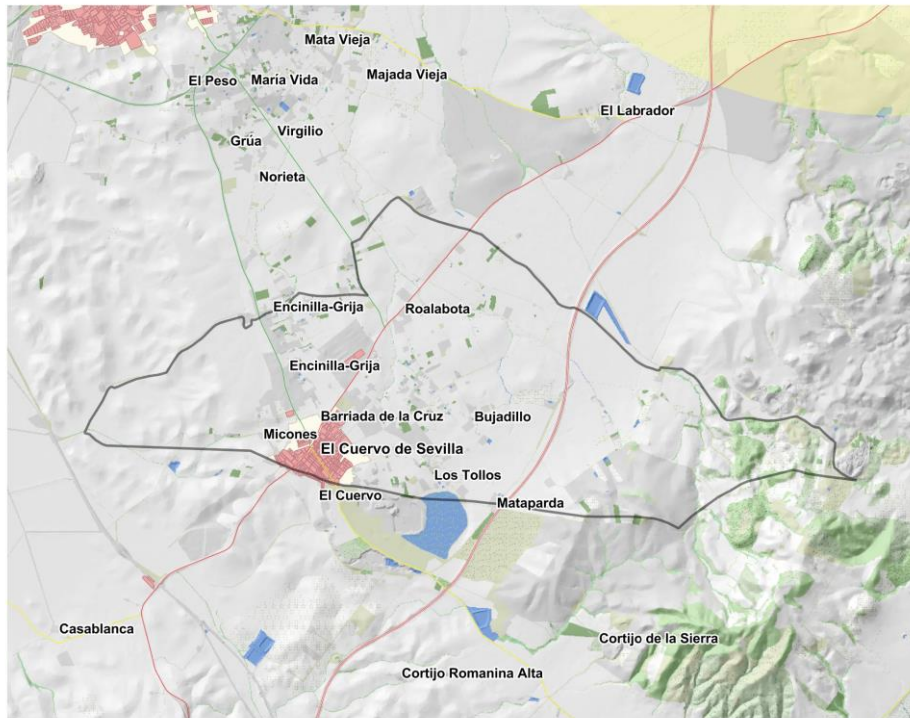 Mata Vieja
El Peso
María Vida
Majada Vieja
El Labrador
Virgilio
Grúa
Norieta
Encinilla-Grija
Roalabota
Encinilla-Grija
Barriada de la Cruz
Bujadillo
Micones
El Cuervo de Sevilla
Los Tollos
El Cuervo
Mataparda
Casablanca
Cortijo de la Sierra
Cortijo Romanina Alta